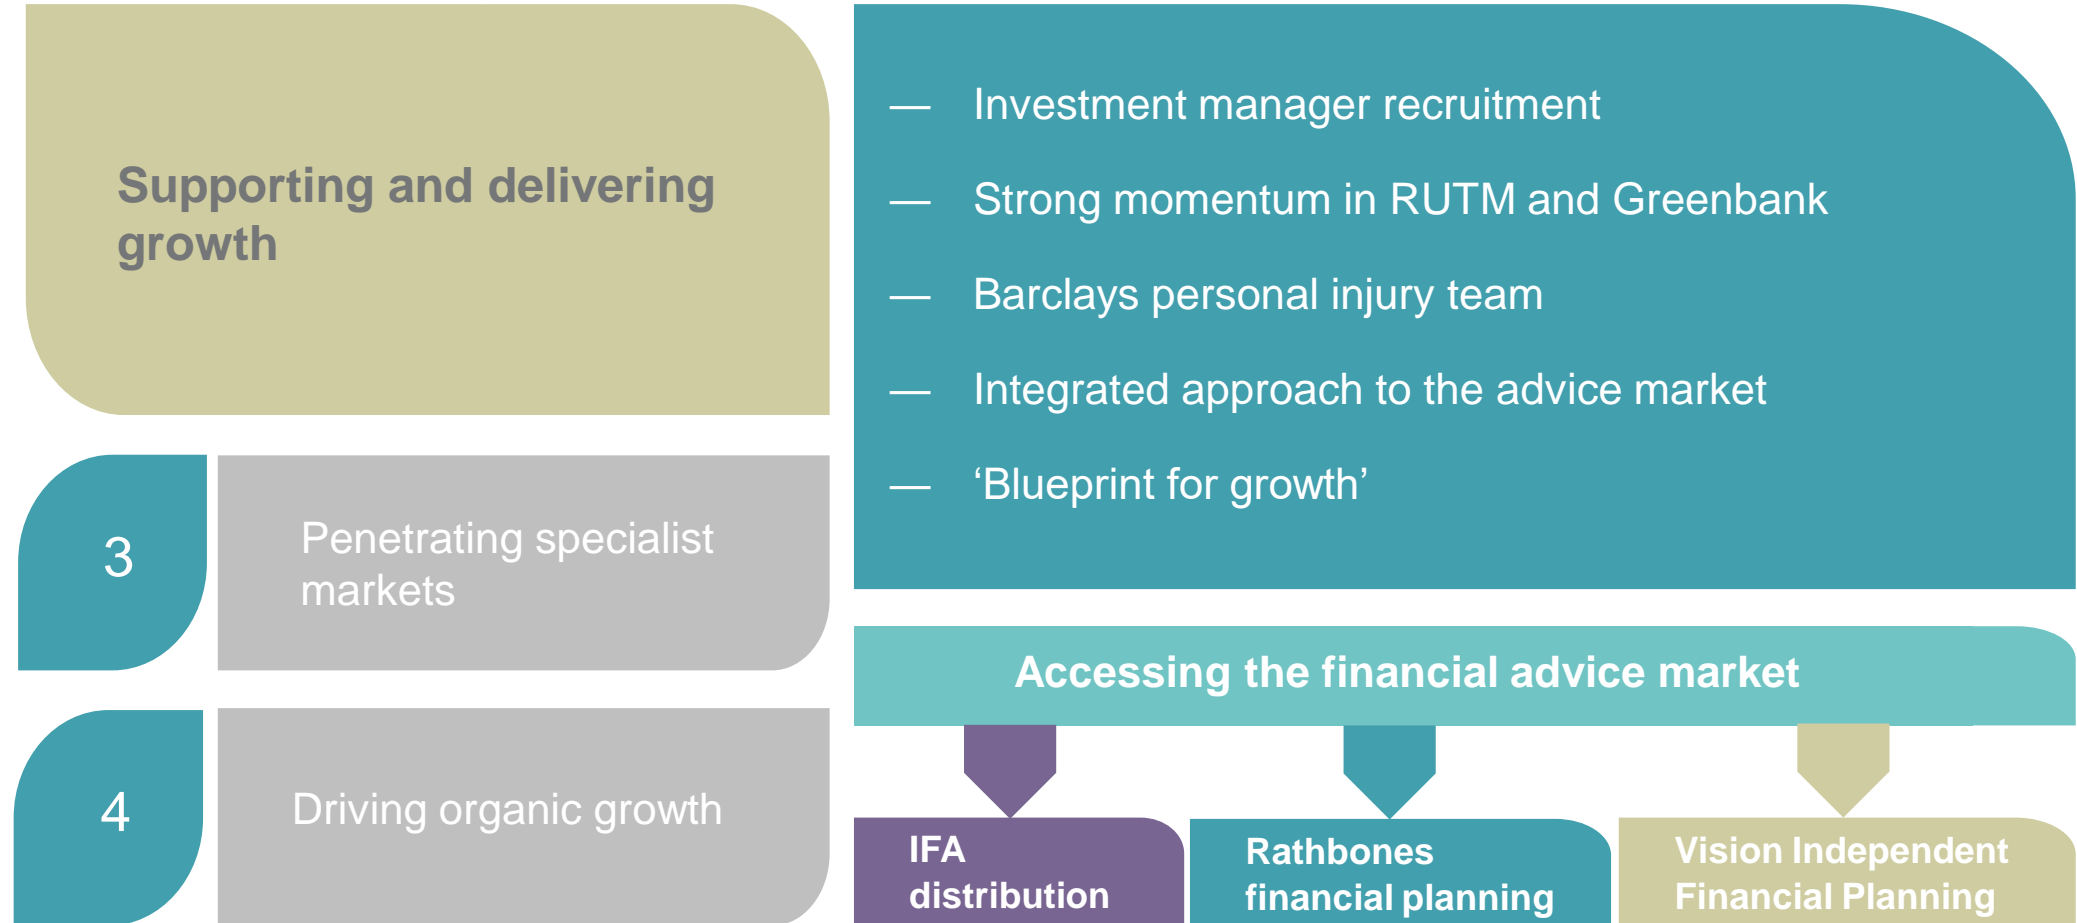 Supporting and delivering
growth
— Investment manager recruitment
— Strong momentum in RUTM and Greenbank
— Barclays personal injury team
— Integrated approach to the advice market
— ‘Blueprint for growth’
3
Penetrating specialist
markets
4
Driving organic growth
Accessing the financial advice market
IFA
distribution
Rathbones
financial planning
Vision Independent
Financial Planning